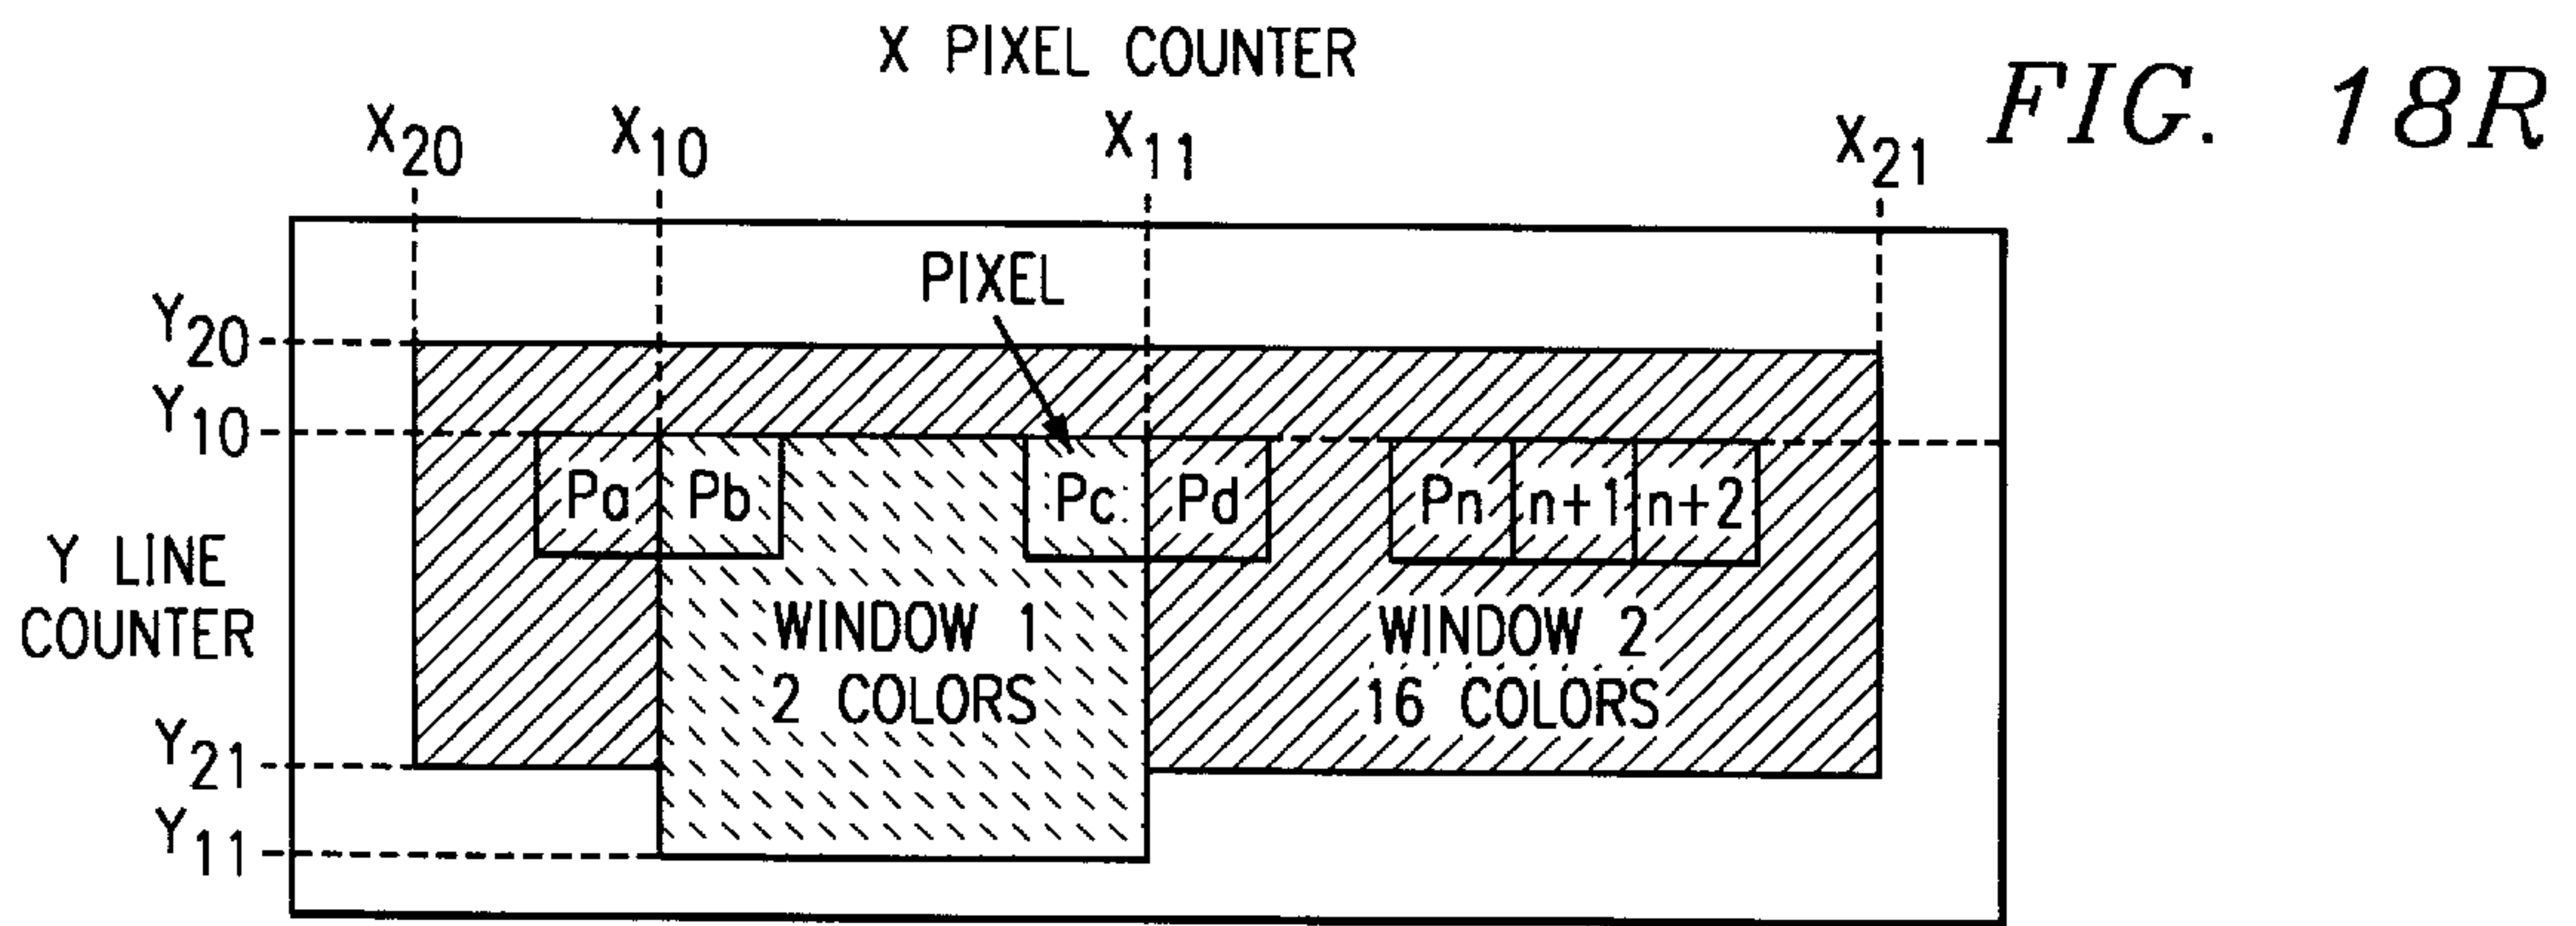 X PIXEL COUNTER
FIG. 18R
X20
X10
X11
X21
PIXEL
Y20
Y10
Pa
Pb
Pc
Pd
Pn
n+1
n+2
Y LINE
COUNTER
WINDOW 1
2 COLORS
WINDOW 2
16 COLORS
Y21
Y11